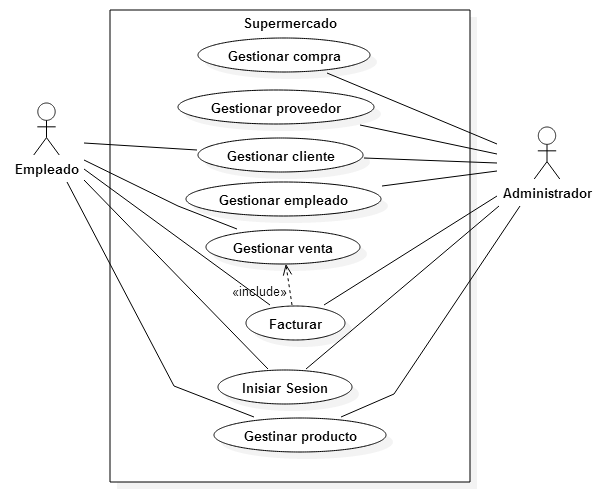 Supermercado
Gestionar compra
Gestionar proveedor
Gestionar cliente
Empleado
Administrador
Gestionar empleado
Gestionar venta
«include»
Facturar
Inisiar Sesion
Gestinar producto